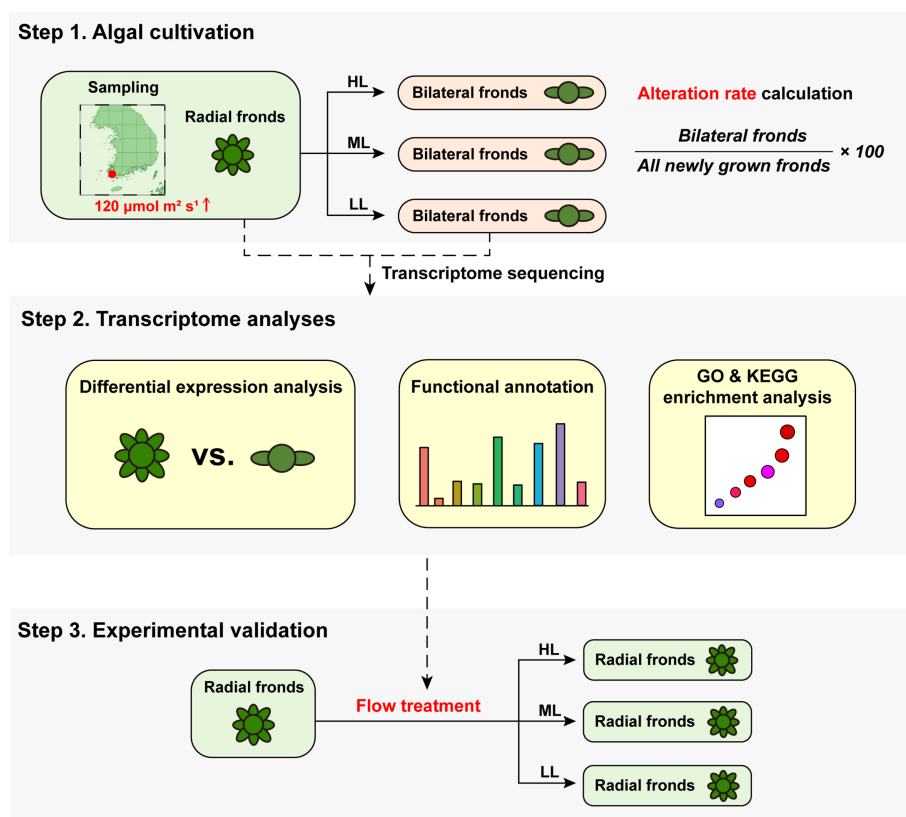 Step 1. Algal cultivation
Sampling
Radial fronds
120 µmol m² s¹ ↑
HL
Bilateral fronds
ML
Bilateral fronds
LL
Bilateral fronds
Alteration rate calculation
Bilateral fronds
All newly grown fronds
× 100
Transcriptome sequencing
Step 2. Transcriptome analyses
Differential expression analysis
vs.
Functional annotation
GO & KEGG
enrichment analysis
Step 3. Experimental validation
Radial fronds
Flow treatment
HL
Radial fronds
ML
Radial fronds
LL
Radial fronds